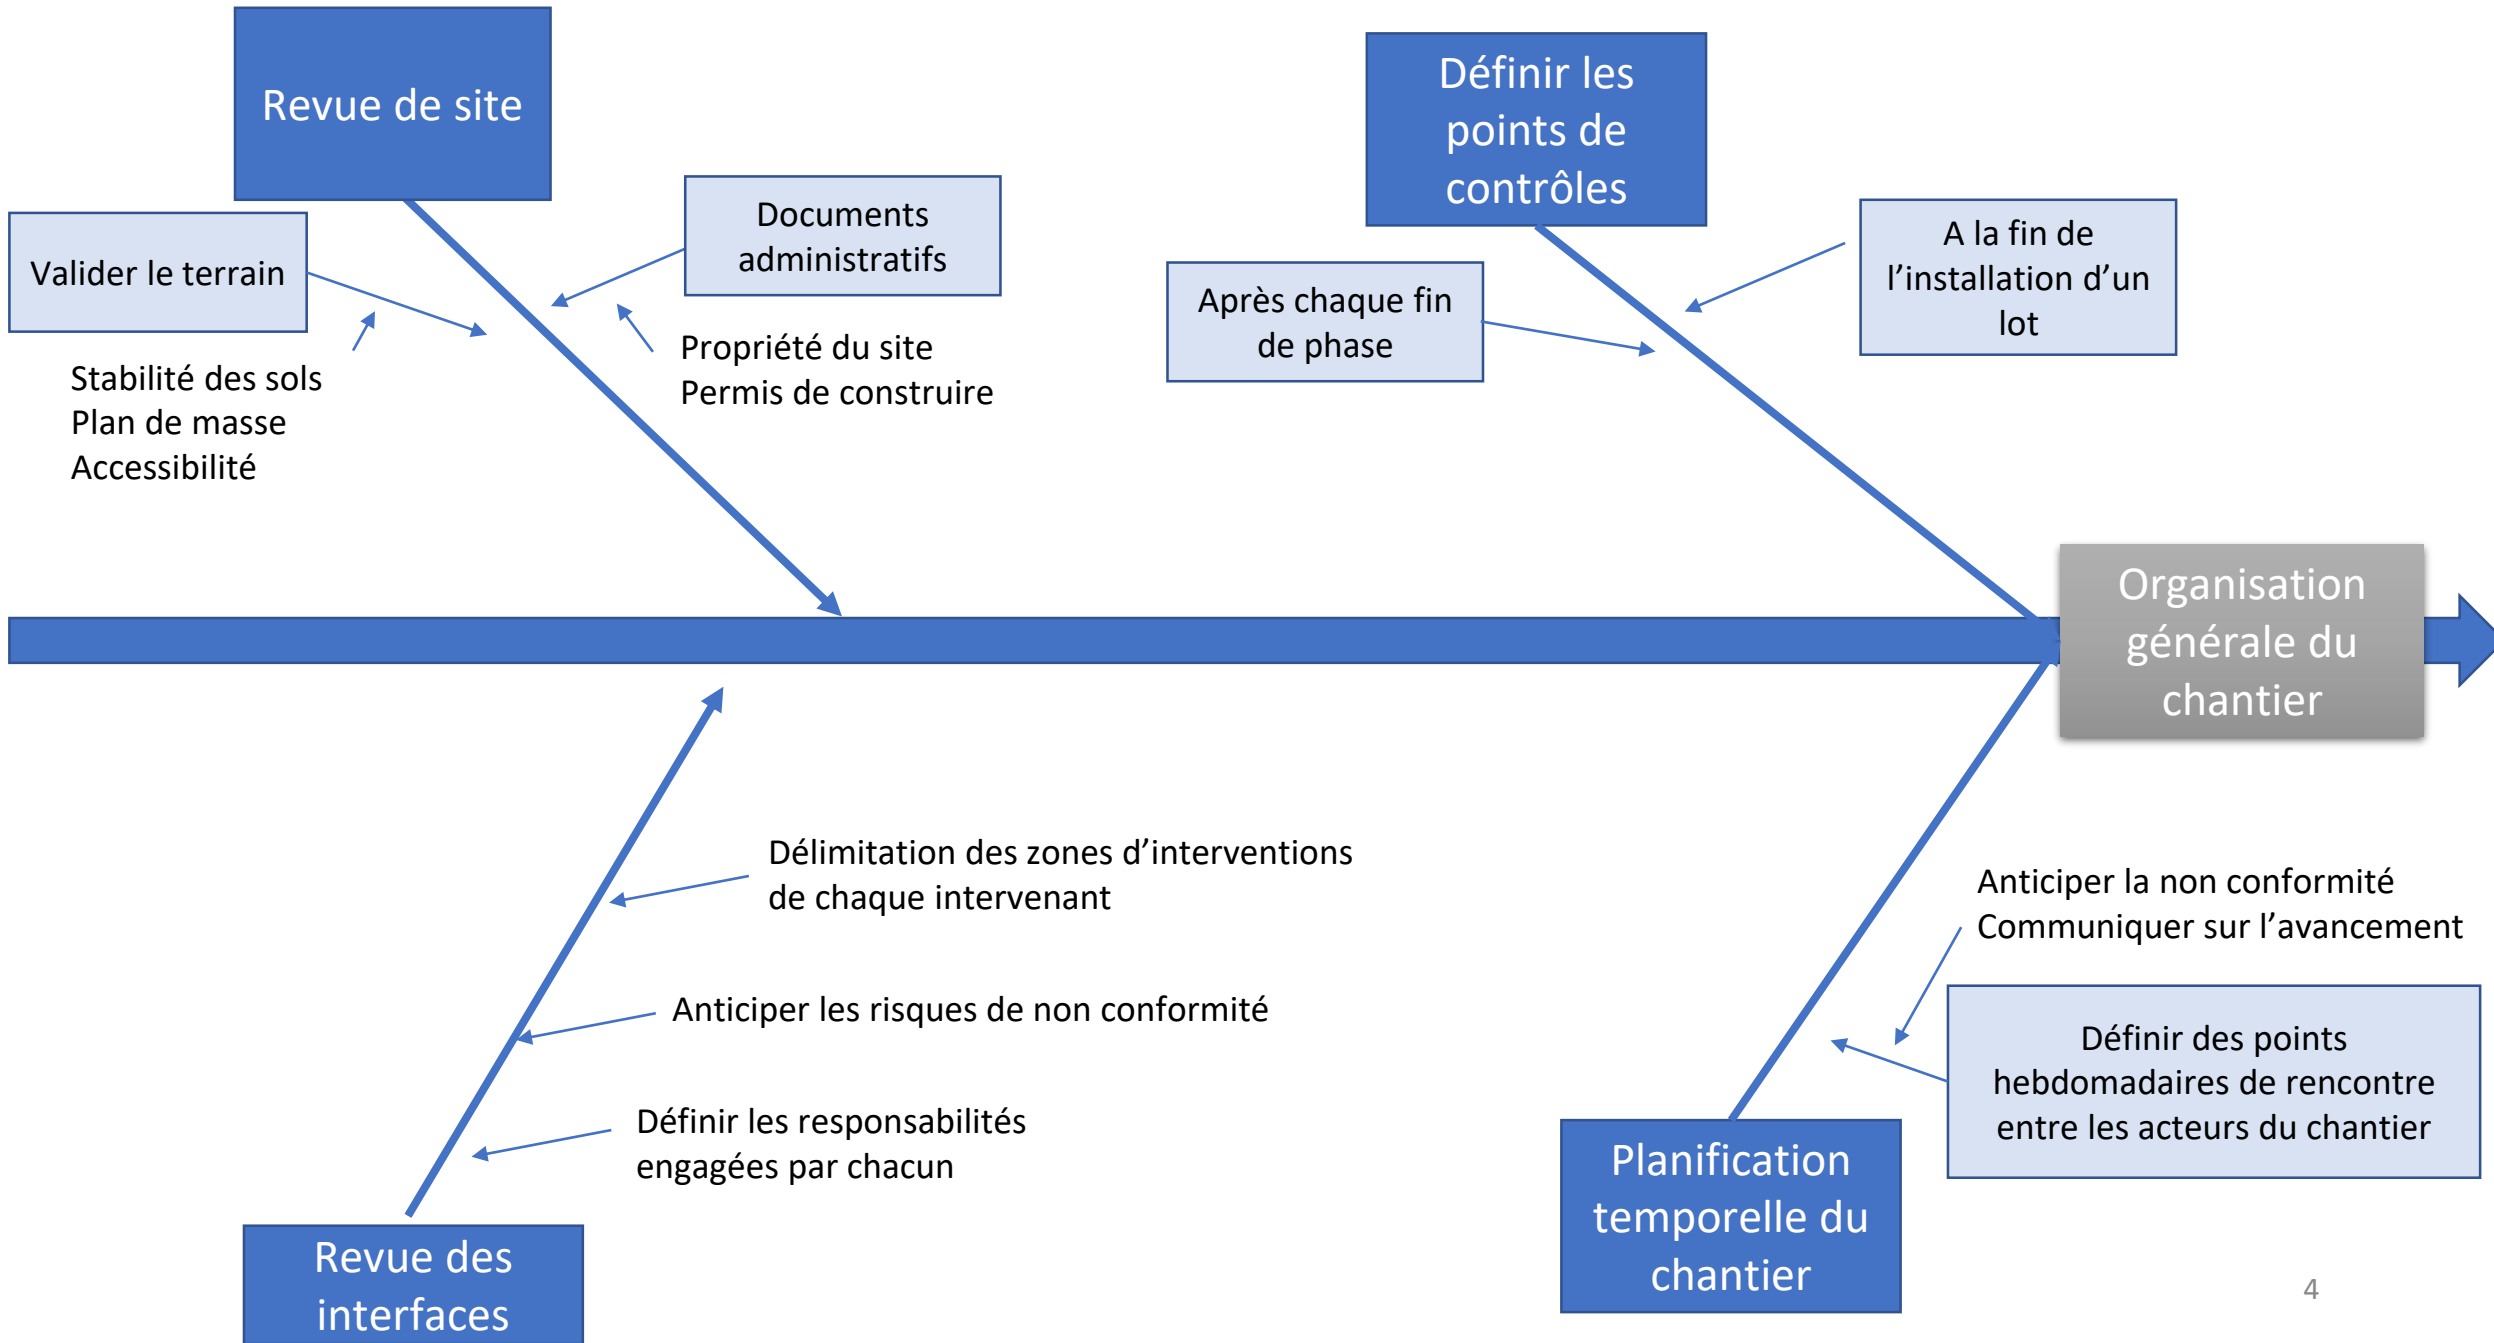 Revue de site
Valider le terrain
Stabilité des sols
Plan de masse
Accessibilité
Documents
administratifs
Propriété du site
Permis de construire
Définir les
points de
contrôles
Après chaque fin
de phase
A la fin de
l’installation d’un
lot
Organisation
générale du
chantier
Délimitation des zones d’interventions
de chaque intervenant
Anticiper les risques de non conformité
Définir les responsabilités
engagées par chacun
Revue des
interfaces
Anticiper la non conformité
Communiquer sur l’avancement
Définir des points
hebdomadaires de rencontre
entre les acteurs du chantier
Planification
temporelle du
chantier
4